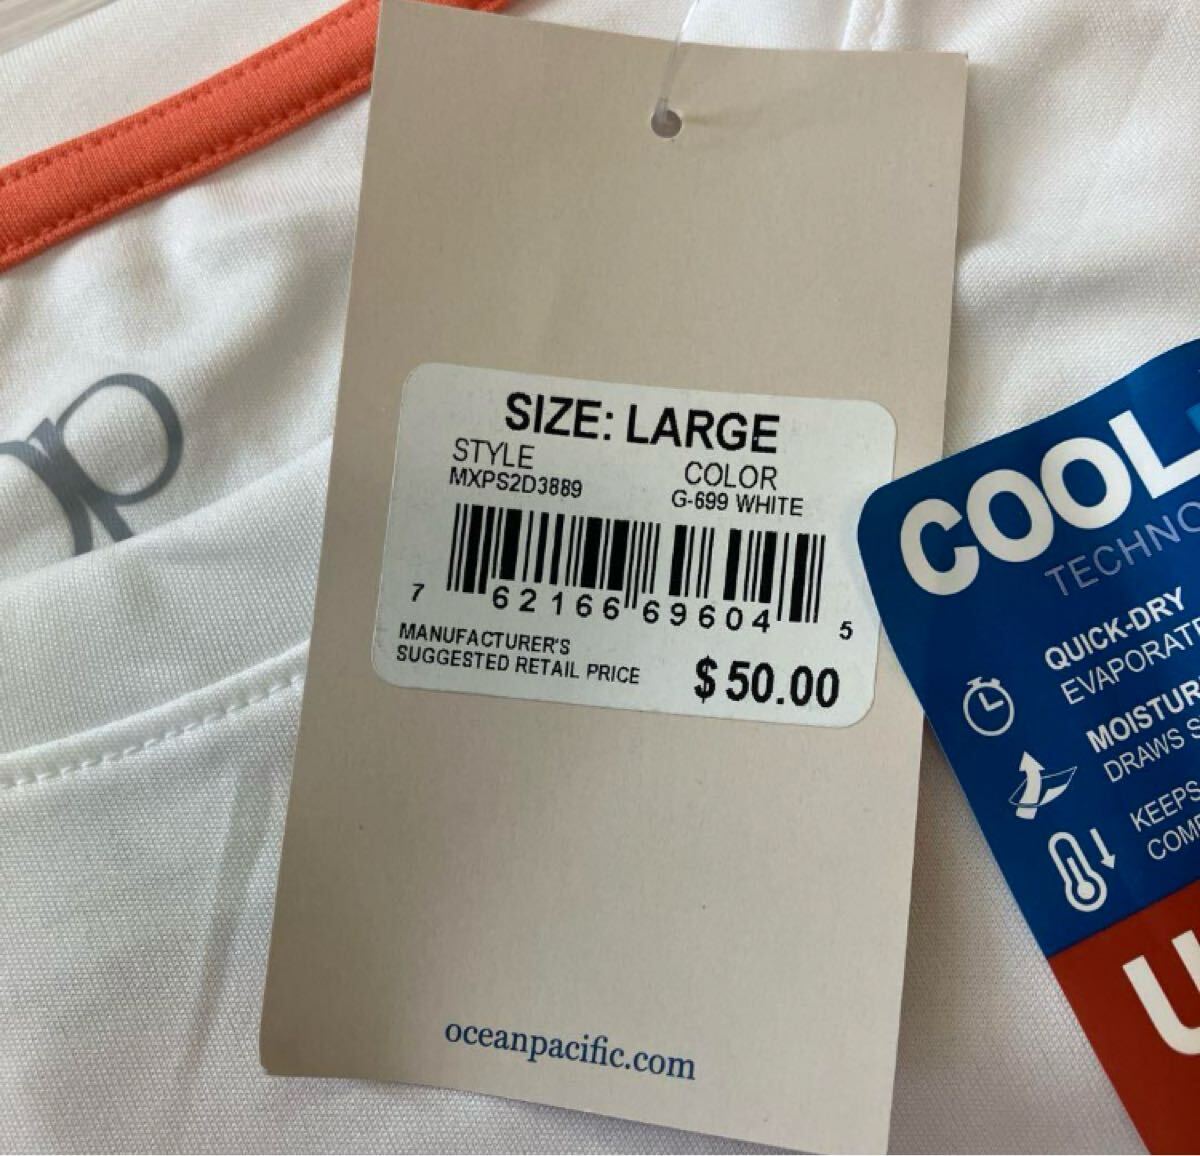 op
SIZE: LARGE
STYLE
MXPS2D3889
COLOR
G-699 WHITE
7 62166 69604 5
MANUFACTURER'S
SUGGESTED RETAIL PRICE
$50.00
oceanpacific.com
COOL
TECHNO
QUICK-DRY
EVAPORATE
MOISTUR
DRAWS S
KEEPS
COM
U